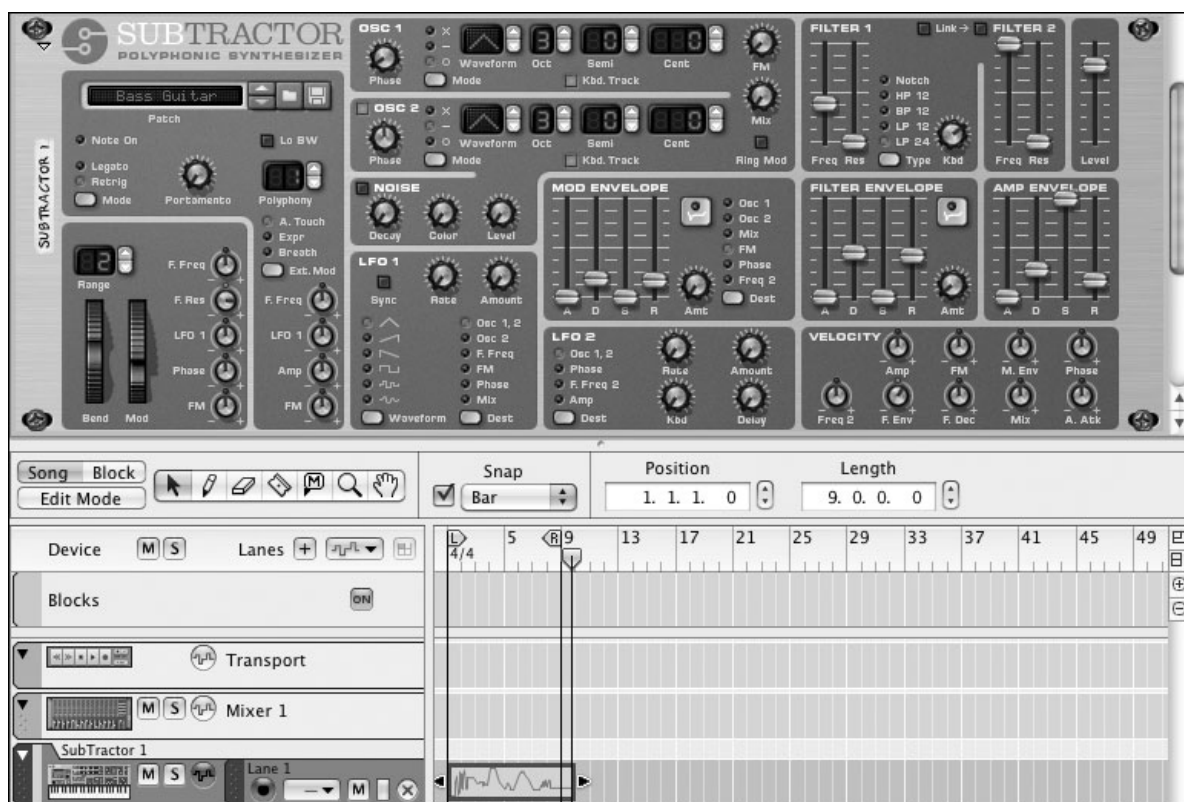 SUBTRACTOR
POLYPHONIC SYNTHESIZER
SUBTRACTOR 1
Bass Guitar
Patch
Note On
Legato
Retrig
Mode
Portamento
Lo BW
1
Polyphony
2
Range
Bend Mod
F. Freq
F. Res
LFO 1
Phase
FM
A. Touch
Expr
Breath
Ext. Mod
F. Freq
LFO 1
Amp
FM
OSC 1
Phase
X
–
O
Mode
Waveform
3
Oct
0
Semi
0
Cent
Kbd. Track
FM
OSC 2
Phase
X
–
O
Mode
Waveform
3
Oct
0
Semi
0
Cent
Kbd. Track
Mix
Ring Mod
NOISE
Decay Color Level
LFO 1
Sync Rate Amount
Osc 1, 2
Osc 2
F. Freq
FM
Phase
Mix
Waveform Dest
MOD ENVELOPE
A D S R
Osc 1
Osc 2
Mix
FM
Phase
Freq 2
Amt Dest
LFO 2
Osc 1, 2
Phase
F. Freq 2
Amp
Dest
Rate Amount
Kbd Delay
FILTER 1
Link→
FILTER 2
Notch
HP 12
BP 12
LP 12
LP 24
Freq Res Type Kbd
Freq Res
Level
FILTER ENVELOPE
A D S R Amt
AMP ENVELOPE
A D S R
VELOCITY
Amp FM M. Env Phase
Freq 2 F. Env F. Dec Mix A. Atk
Song Block
Edit Mode
M
Snap
Bar
Position
1. 1. 1. 0
Length
9. 0. 0. 0
Device M S Lanes +
L 5 R 9 13 17 21 25 29 33 37 41 45 49
4/4
Blocks ON
Transport
M S Mixer 1
SubTractor 1
M S Lane 1
M